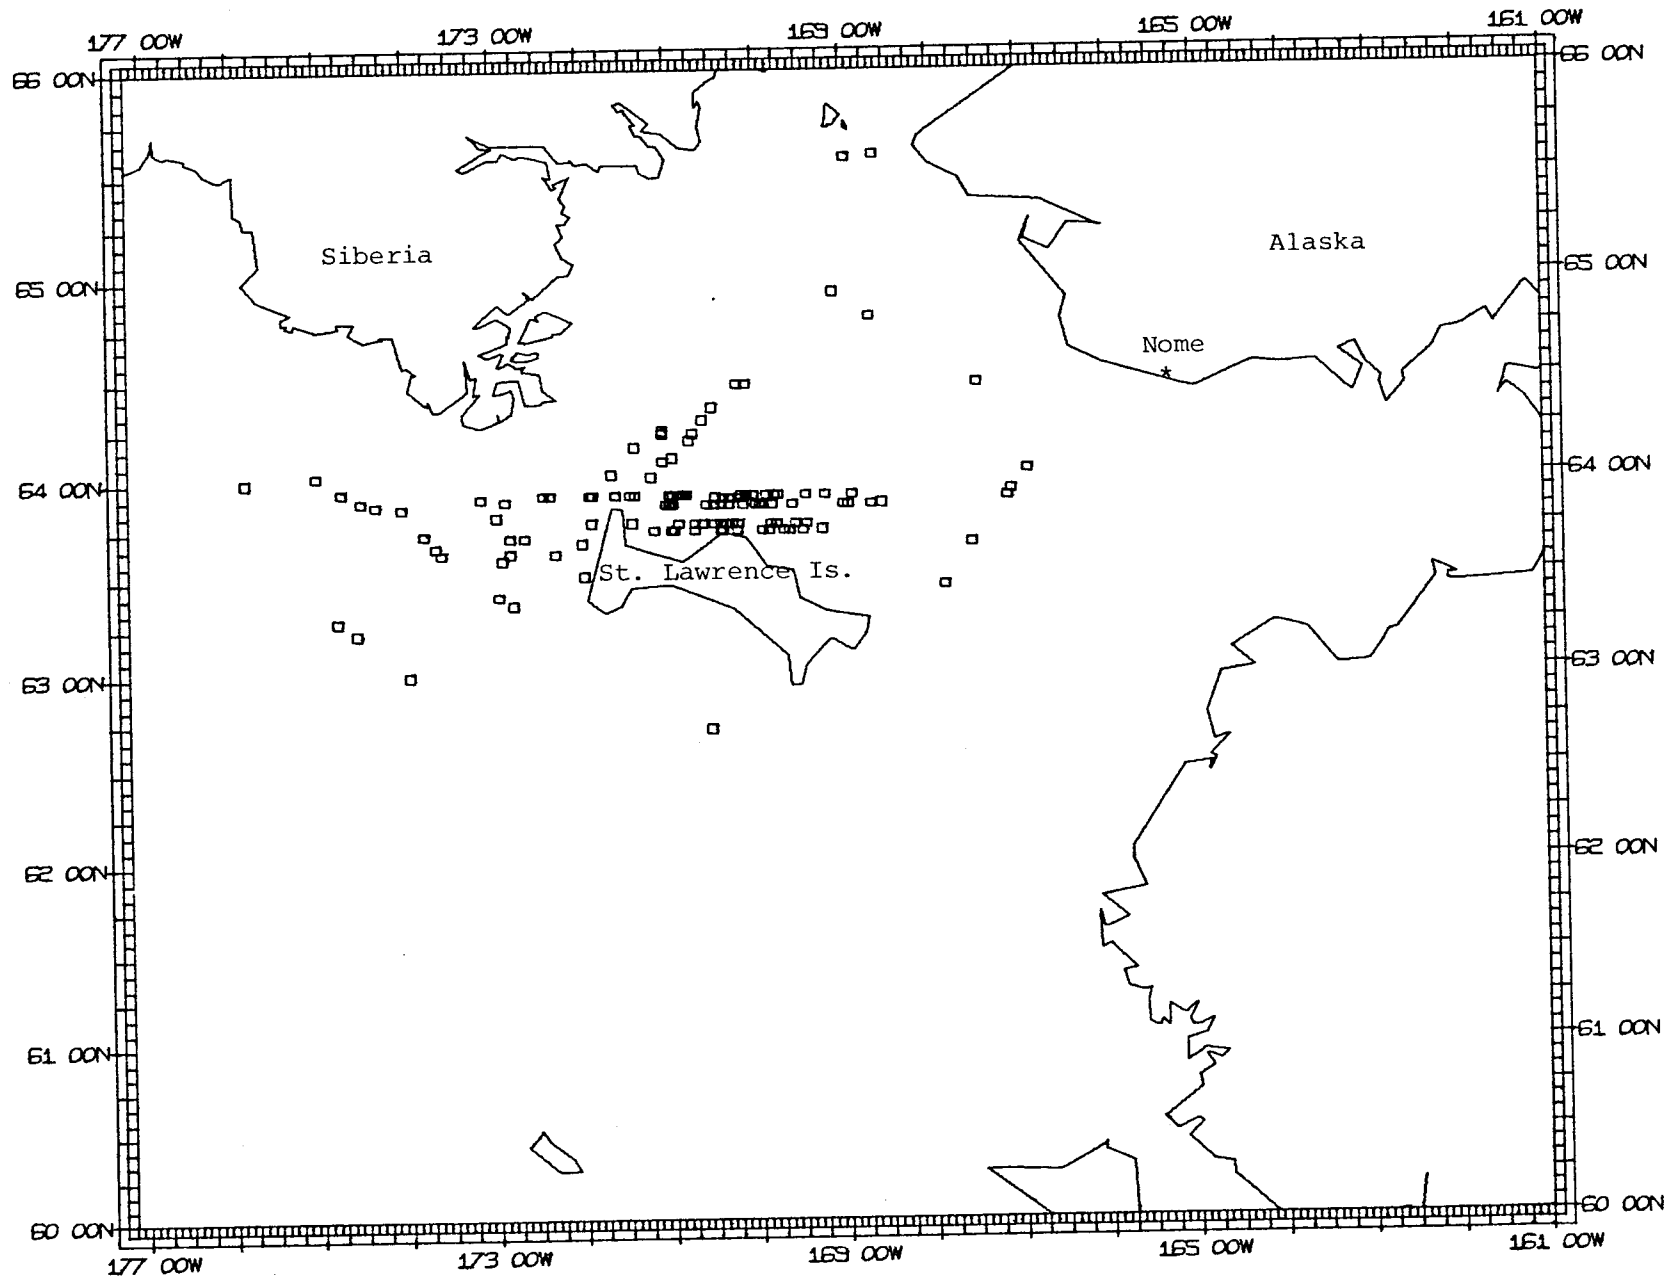 177 00W 173 00W 169 00W 165 00W 161 00W
66 00N 66 00N
Siberia Alaska
65 00N 65 00N
Nome
*
64 00N 64 00N
St. Lawrence Is.
63 00N 63 00N
62 00N 62 00N
61 00N 61 00N
60 00N 60 00N
177 00W 173 00W 169 00W 165 00W 161 00W